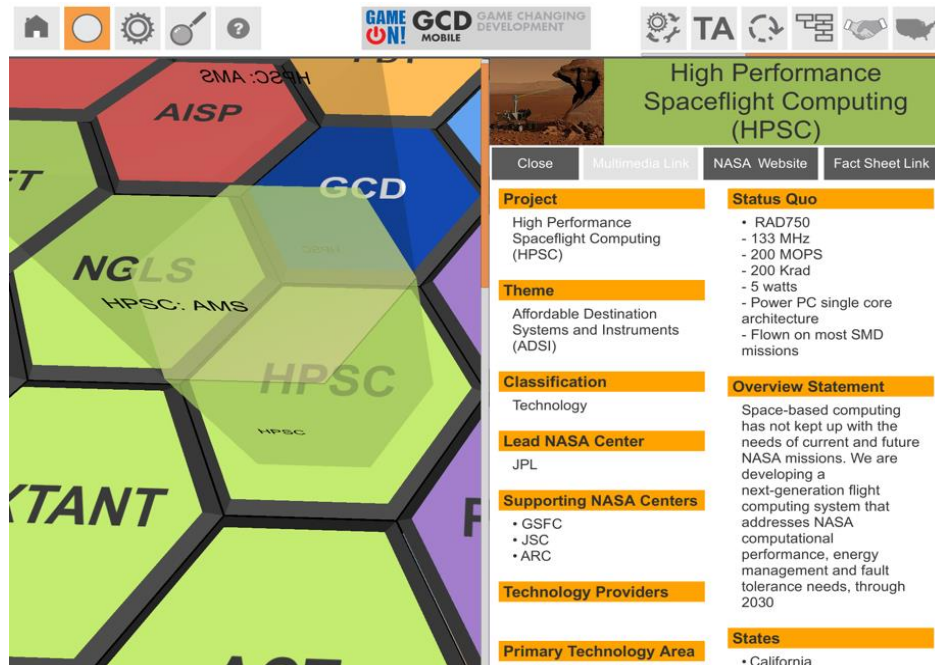 ?
GAME ON!
GCD
MOBILE
GAME CHANGING
DEVELOPMENT
TA
HPSC: AMS
HPSC: AMS
AISP
GCD
HPSC
NGLS
HPSC: AMS
HPSC
HPSC
XTANT
High Performance
Spaceflight Computing
(HPSC)
Close
Multimedia Link
NASA Website
Fact Sheet Link
Project
High Performance
Spaceflight Computing
(HPSC)
Theme
Affordable Destination
Systems and Instruments
(ADSI)
Classification
Technology
Lead NASA Center
JPL
Supporting NASA Centers
• GSFC
• JSC
• ARC
Technology Providers
Primary Technology Area
Status Quo
• RAD750
- 133 MHz
- 200 MOPS
- 200 Krad
- 5 watts
- Power PC single core
architecture
- Flown on most SMD
missions
Overview Statement
Space-based computing
has not kept up with the
needs of current and future
NASA missions. We are
developing a
next-generation flight
computing system that
addresses NASA
computational
performance, energy
management and fault
tolerance needs, through
2030
States
• California